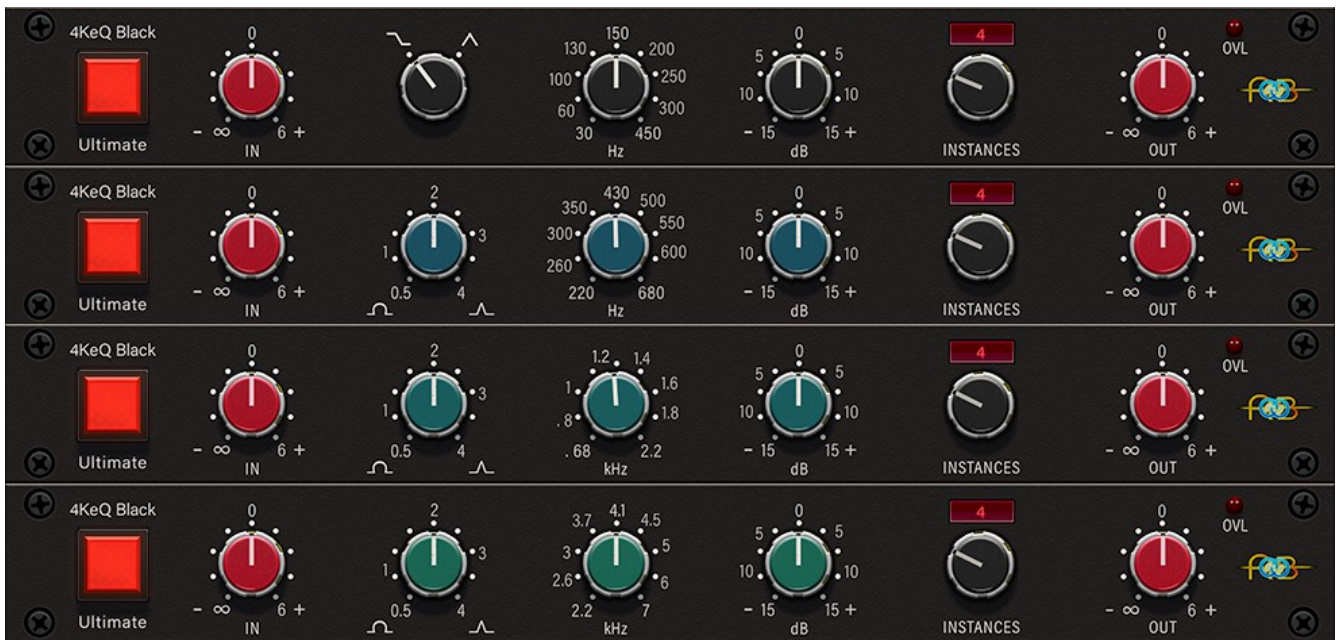 4KeQ Black 0 150 0 4 0 OVL
130 200 5 5
100 250 10 10
60 300
- ∞ 6 + 30 450 - 15 15 + - ∞ 6 +
Ultimate IN Hz dB INSTANCES OUT
4KeQ Black 0 2 430 0 4 0 OVL
350 500 5 5
300 550 3
1 600 10 10
260
- ∞ 6 + 0.5 4 220 680 - 15 15 + - ∞ 6 +
Ultimate IN Hz dB INSTANCES OUT
4KeQ Black 0 2 1.2 1.4 0 4 0 OVL
5 5
3 1 1.6
1 .8 1.8 10 10
- ∞ 6 + 0.5 4 .68 2.2 - 15 15 + - ∞ 6 +
Ultimate IN kHz dB INSTANCES OUT
4KeQ Black 0 2 4.1 0 4 0 OVL
3.7 4.5 5 5
3 3 5
1 2.6 6 10 10
- ∞ 6 + 0.5 4 2.2 7 - 15 15 + - ∞ 6 +
Ultimate IN kHz dB INSTANCES OUT